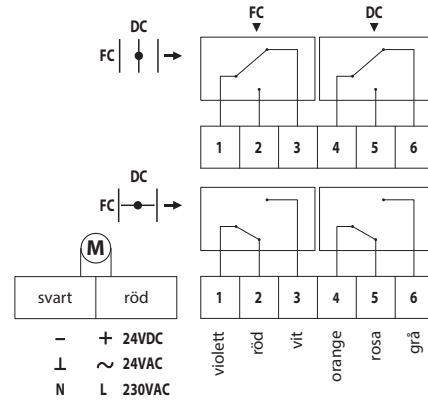 FC DC
DC
FC
1 2 3 4 5 6
DC
FC
M
svart röd
1 2 3 4 5 6
violett röd vit orange rosa grå
− + 24VDC
⊥ ~ 24VAC
N L 230VAC